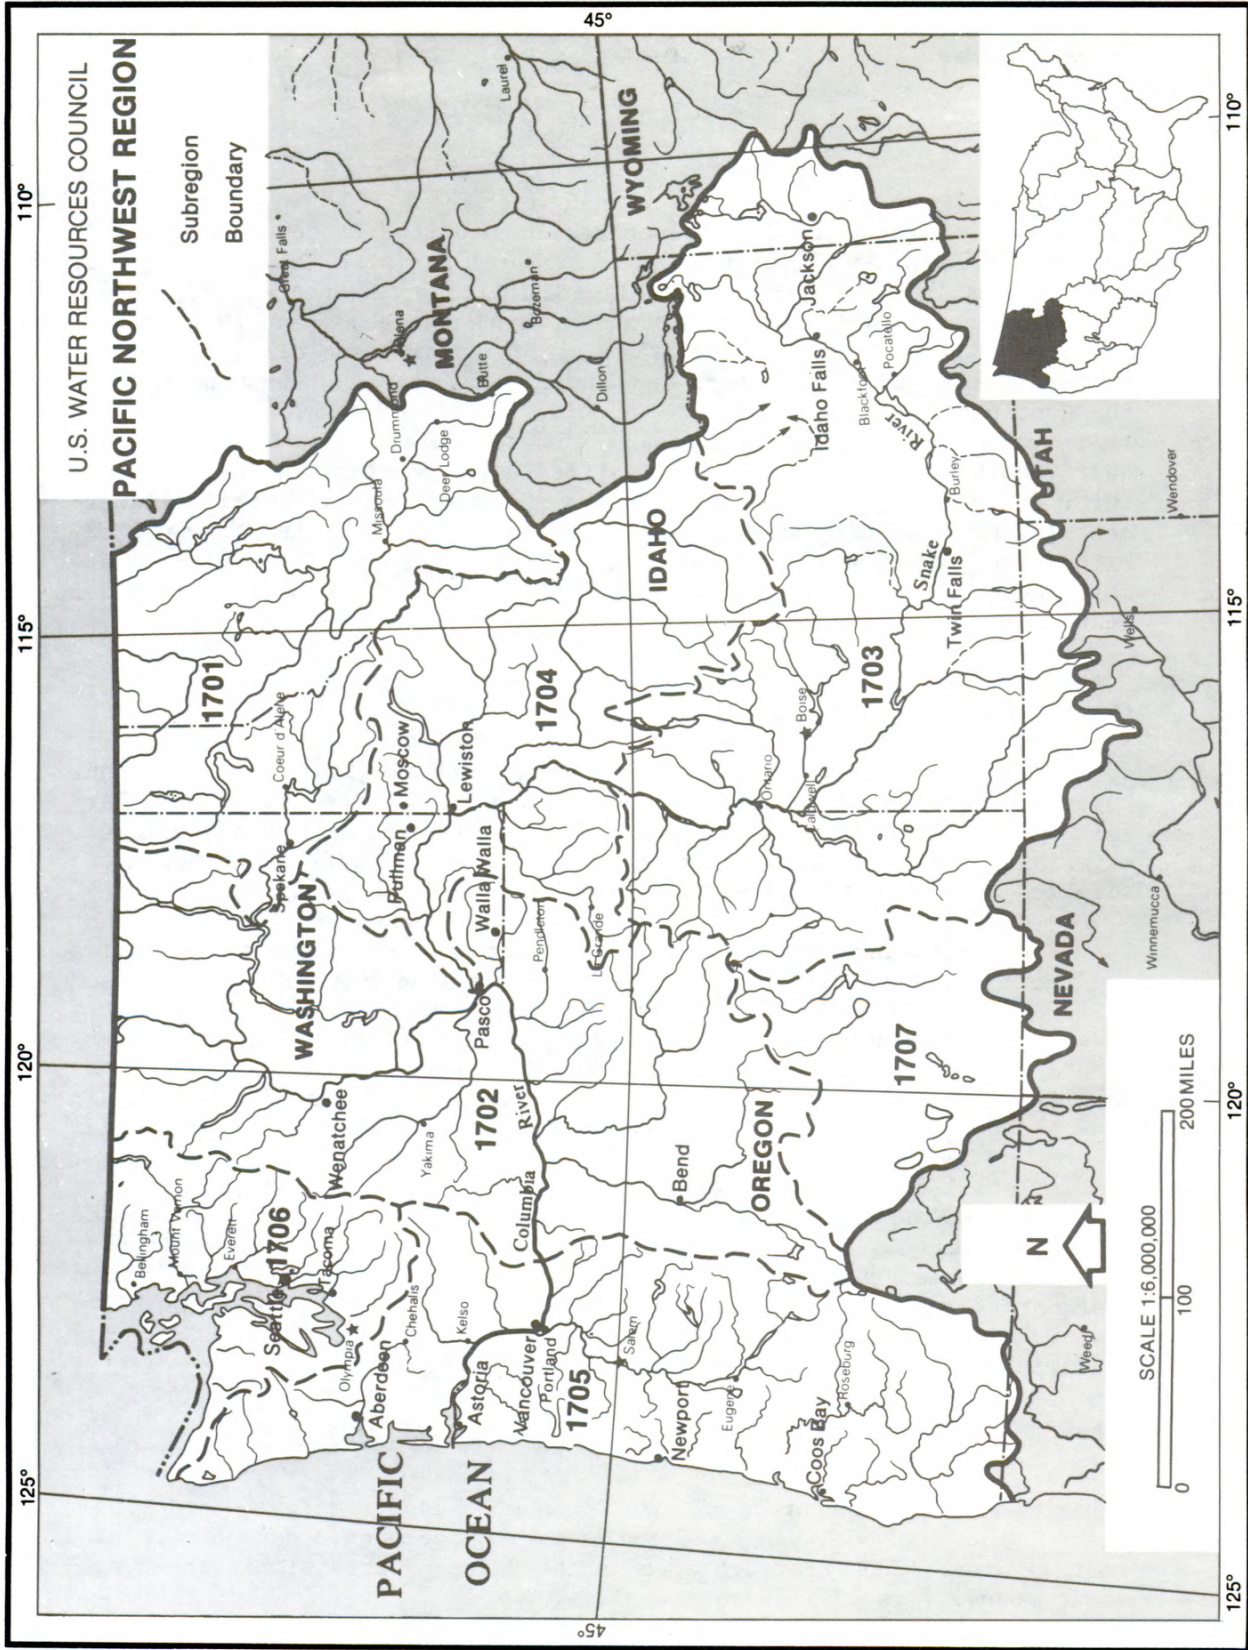 U.S. WATER RESOURCES COUNCIL
PACIFIC NORTHWEST REGION
Subregion
Boundary
125°
120°
115°
110°
45°
45°
125°
120°
115°
110°
PACIFIC
OCEAN
WASHINGTON
OREGON
IDAHO
MONTANA
WYOMING
UTAH
NEVADA
1701
1702
1703
1704
1705
1706
1707
Bellingham
Mount Vernon
Everett
Seattle
Tacoma
Olympia
Aberdeen
Chehalis
Kelso
Astoria
Vancouver
Portland
Salem
Newport
Eugene
Coos Bay
Roseburg
Wenatchee
Yakima
Columbia
River
Pasco
Walla Walla
Pendleton
La Grande
Bend
Spokane
Coeur d'Alene
Pullman
Moscow
Lewiston
Ontario
Caldwell
Boise
Snake
River
Twin Falls
Burley
Pocatello
Blackfoot
Idaho Falls
Jackson
Missoula
Drummond
Deer Lodge
Helena
Great Falls
Butte
Bozeman
Dillon
Laurel
Wendover
Wells
Winnemucca
Weed
N
SCALE 1:6,000,000
0
100
200 MILES